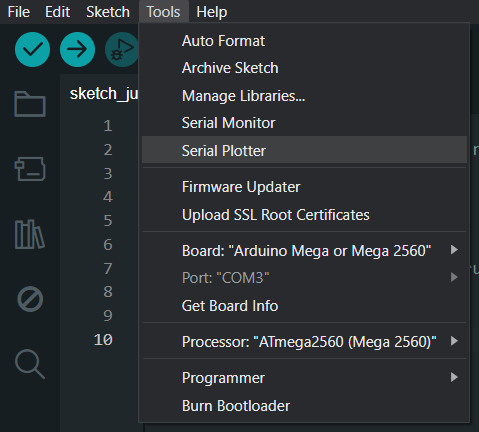 File Edit Sketch Tools Help
Auto Format
Archive Sketch
Manage Libraries...
Serial Monitor
Serial Plotter
Firmware Updater
Upload SSL Root Certificates
Board: "Arduino Mega or Mega 2560"
Port: "COM3"
Get Board Info
Processor: "ATmega2560 (Mega 2560)"
Programmer
Burn Bootloader
sketch_ju
1
2
3
4
5
6
7
8
9
10